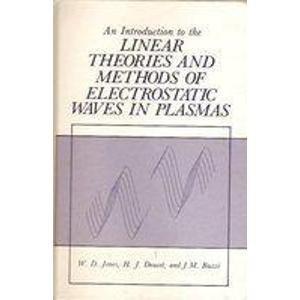 An Introduction to the
LINEAR
THEORIES AND
METHODS OF
ELECTROSTATIC
WAVES IN PLASMAS
W. D. Jones, H. J. Doucet, and J. M. Buzzi